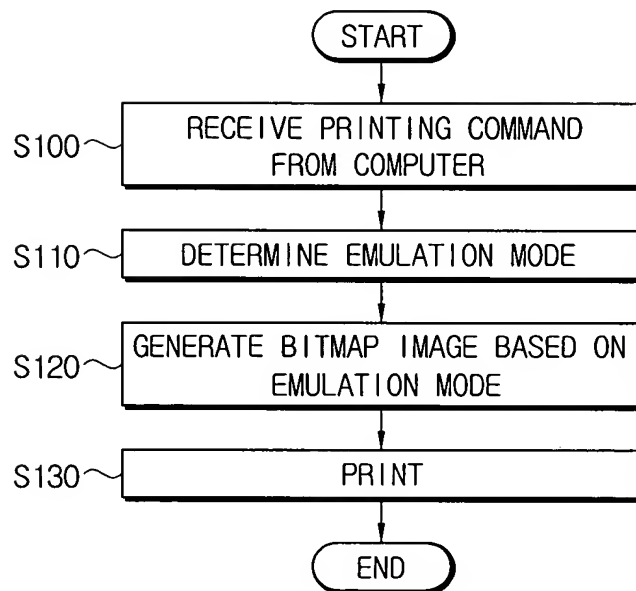 START
S100
RECEIVE PRINTING COMMAND
FROM COMPUTER
S110
DETERMINE EMULATION MODE
S120
GENERATE BITMAP IMAGE BASED ON
EMULATION MODE
S130
PRINT
END